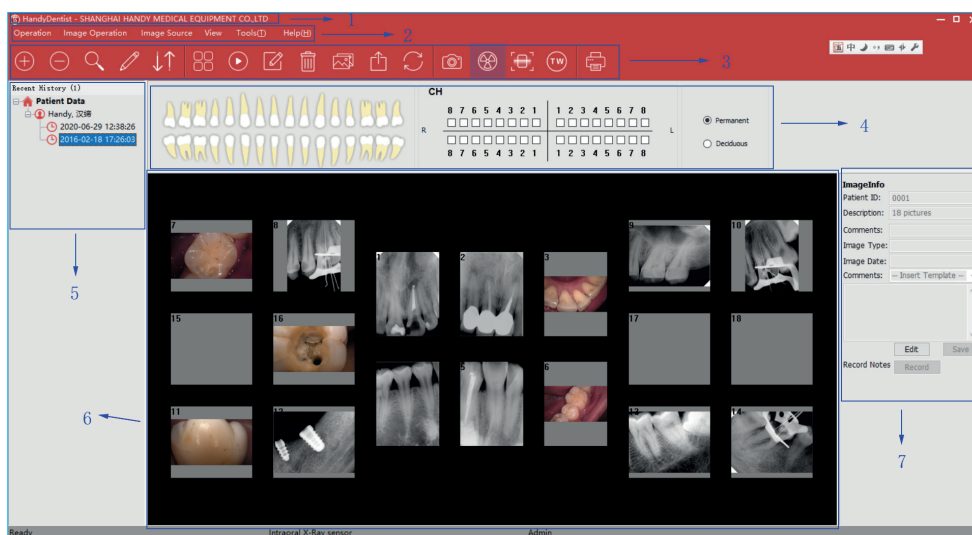 HandyDentist - SHANGHAI HANDY MEDICAL EQUIPMENT CO.,LTD
1
Operation Image Operation Image Source View Tools(T) Help(H)
2
中
TW
3
Recent History (1)
Patient Data
Handy, 汉缔
2020-06-29 12:38:26
2016-02-18 17:26:03
5
CH
8 7 6 5 4 3 2 1 1 2 3 4 5 6 7 8
R L
8 7 6 5 4 3 2 1 1 2 3 4 5 6 7 8
Permanent
Deciduous
4
7 8 9 10
1 2 3
15 16 17 18
5 6
11 13 14
6
ImageInfo
Patient ID: 0001
Description: 18 pictures
Comments:
Image Type:
Image Date:
Comments: -- Insert Template --
Edit Save
Record Notes Record
7
Ready Intraoral X-Ray sensor Admin